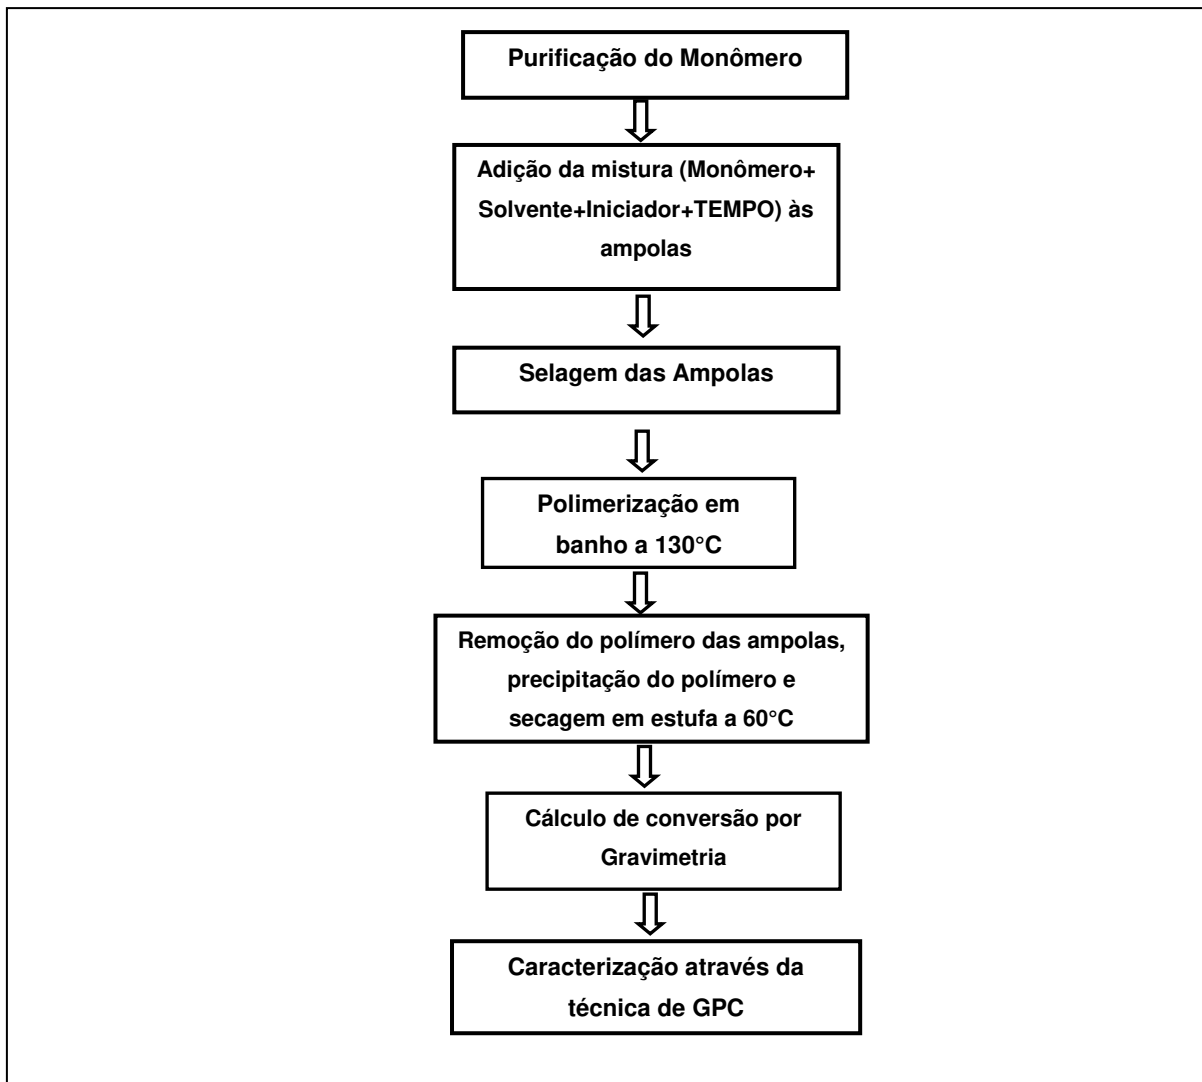 Purificação do Monômero
Adição da mistura (Monômero+
Solvente+Iniciador+TEMPO) às
ampolas
Selagem das Ampolas
Polimerização em
banho a 130°C
Remoção do polímero das ampolas,
precipitação do polímero e
secagem em estufa a 60°C
Cálculo de conversão por
Gravimetria
Caracterização através da
técnica de GPC